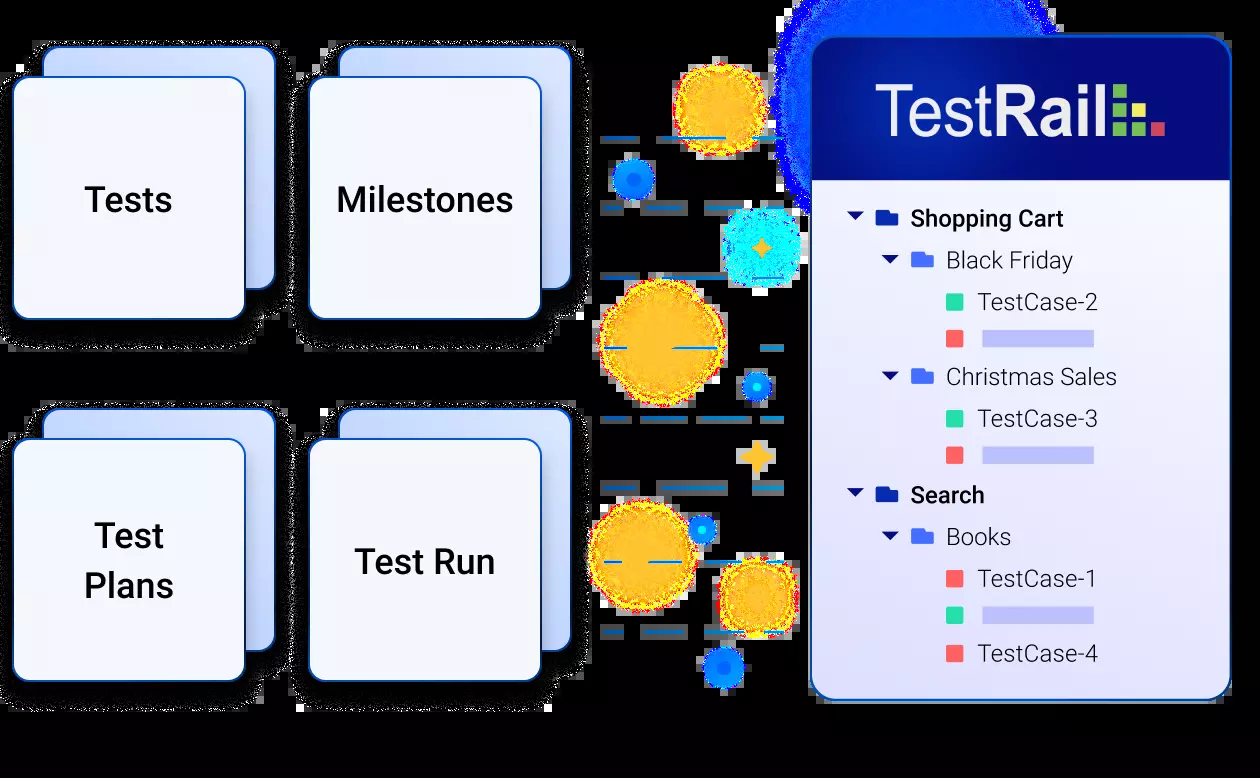 Tests
Milestones
Test
Plans
Test Run
TestRail
Shopping Cart
Black Friday
TestCase-2
Christmas Sales
TestCase-3
Search
Books
TestCase-1
TestCase-4